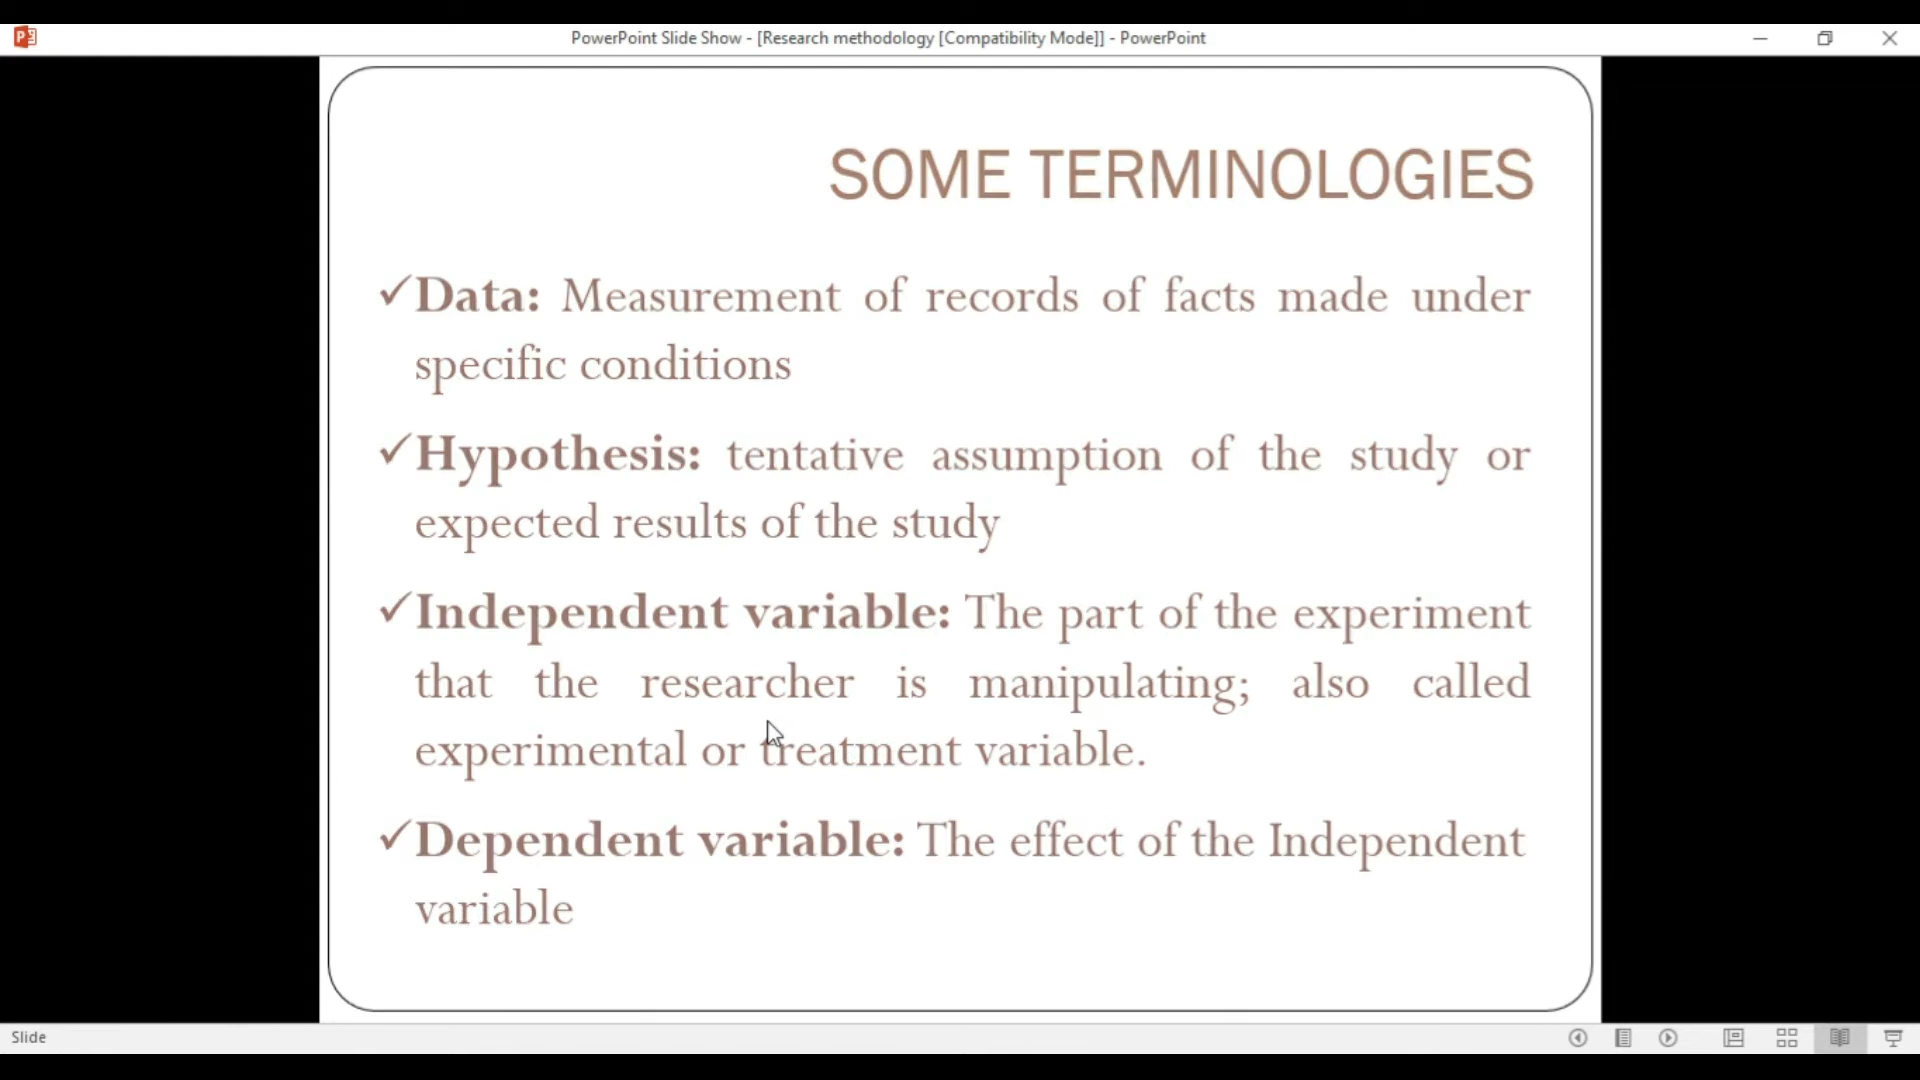 PowerPoint Slide Show - [Research methodology [Compatibility Mode]] - PowerPoint
SOME TERMINOLOGIES
✓Data: Measurement of records of facts made under
specific conditions
✓Hypothesis: tentative assumption of the study or
expected results of the study
✓Independent variable: The part of the experiment
that the researcher is manipulating; also called
experimental or treatment variable.
✓Dependent variable: The effect of the Independent
variable
Slide